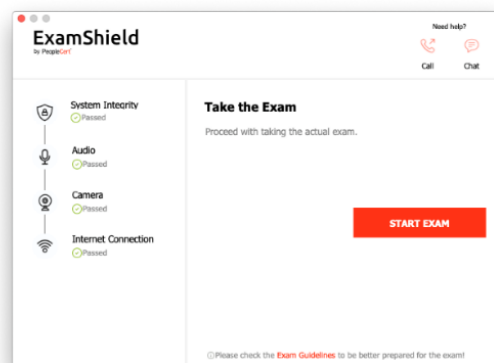 ExamShield
by PeopleCert
Need help?
Call
Chat
System Integrity
Passed
Audio
Passed
Camera
Passed
Internet Connection
Passed
Take the Exam
Proceed with taking the actual exam.
START EXAM
Please check the Exam Guidelines to be better prepared for the exam!